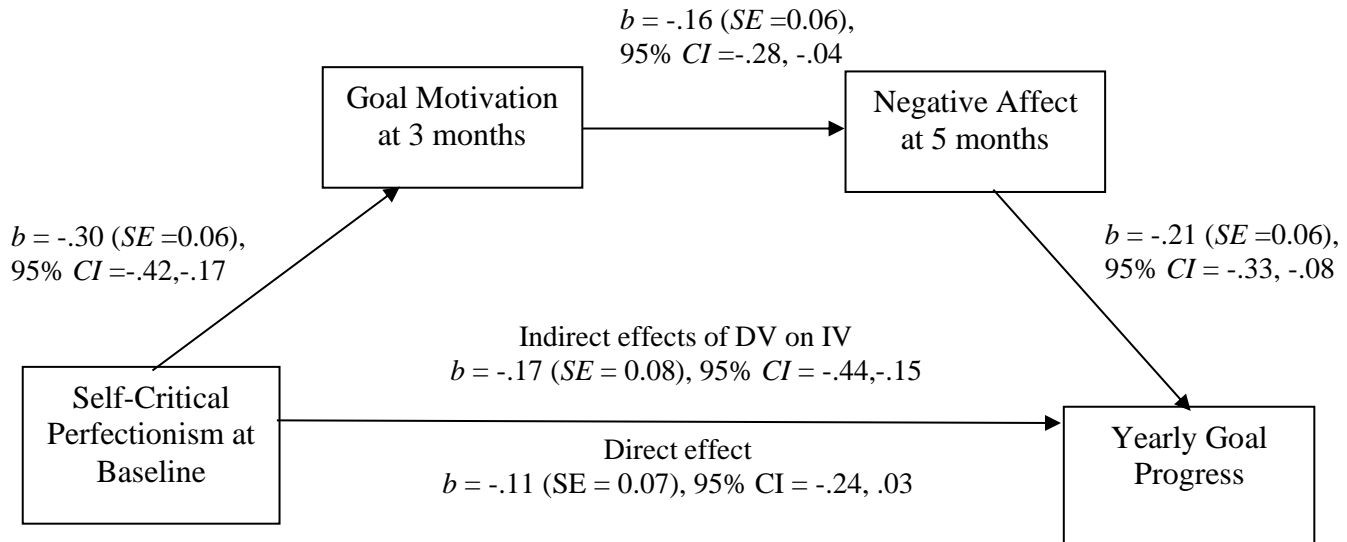 b = -.16 (SE =0.06),
95% CI =-.28, -.04
Goal Motivation
at 3 months
Negative Affect
at 5 months
b = -.30 (SE =0.06),
95% CI =-.42,-.17
b = -.21 (SE =0.06),
95% CI = -.33, -.08
Indirect effects of DV on IV
b = -.17 (SE = 0.08), 95% CI = -.44,-.15
Self-Critical
Perfectionism at
Baseline
Direct effect
b = -.11 (SE = 0.07), 95% CI = -.24, .03
Yearly Goal
Progress